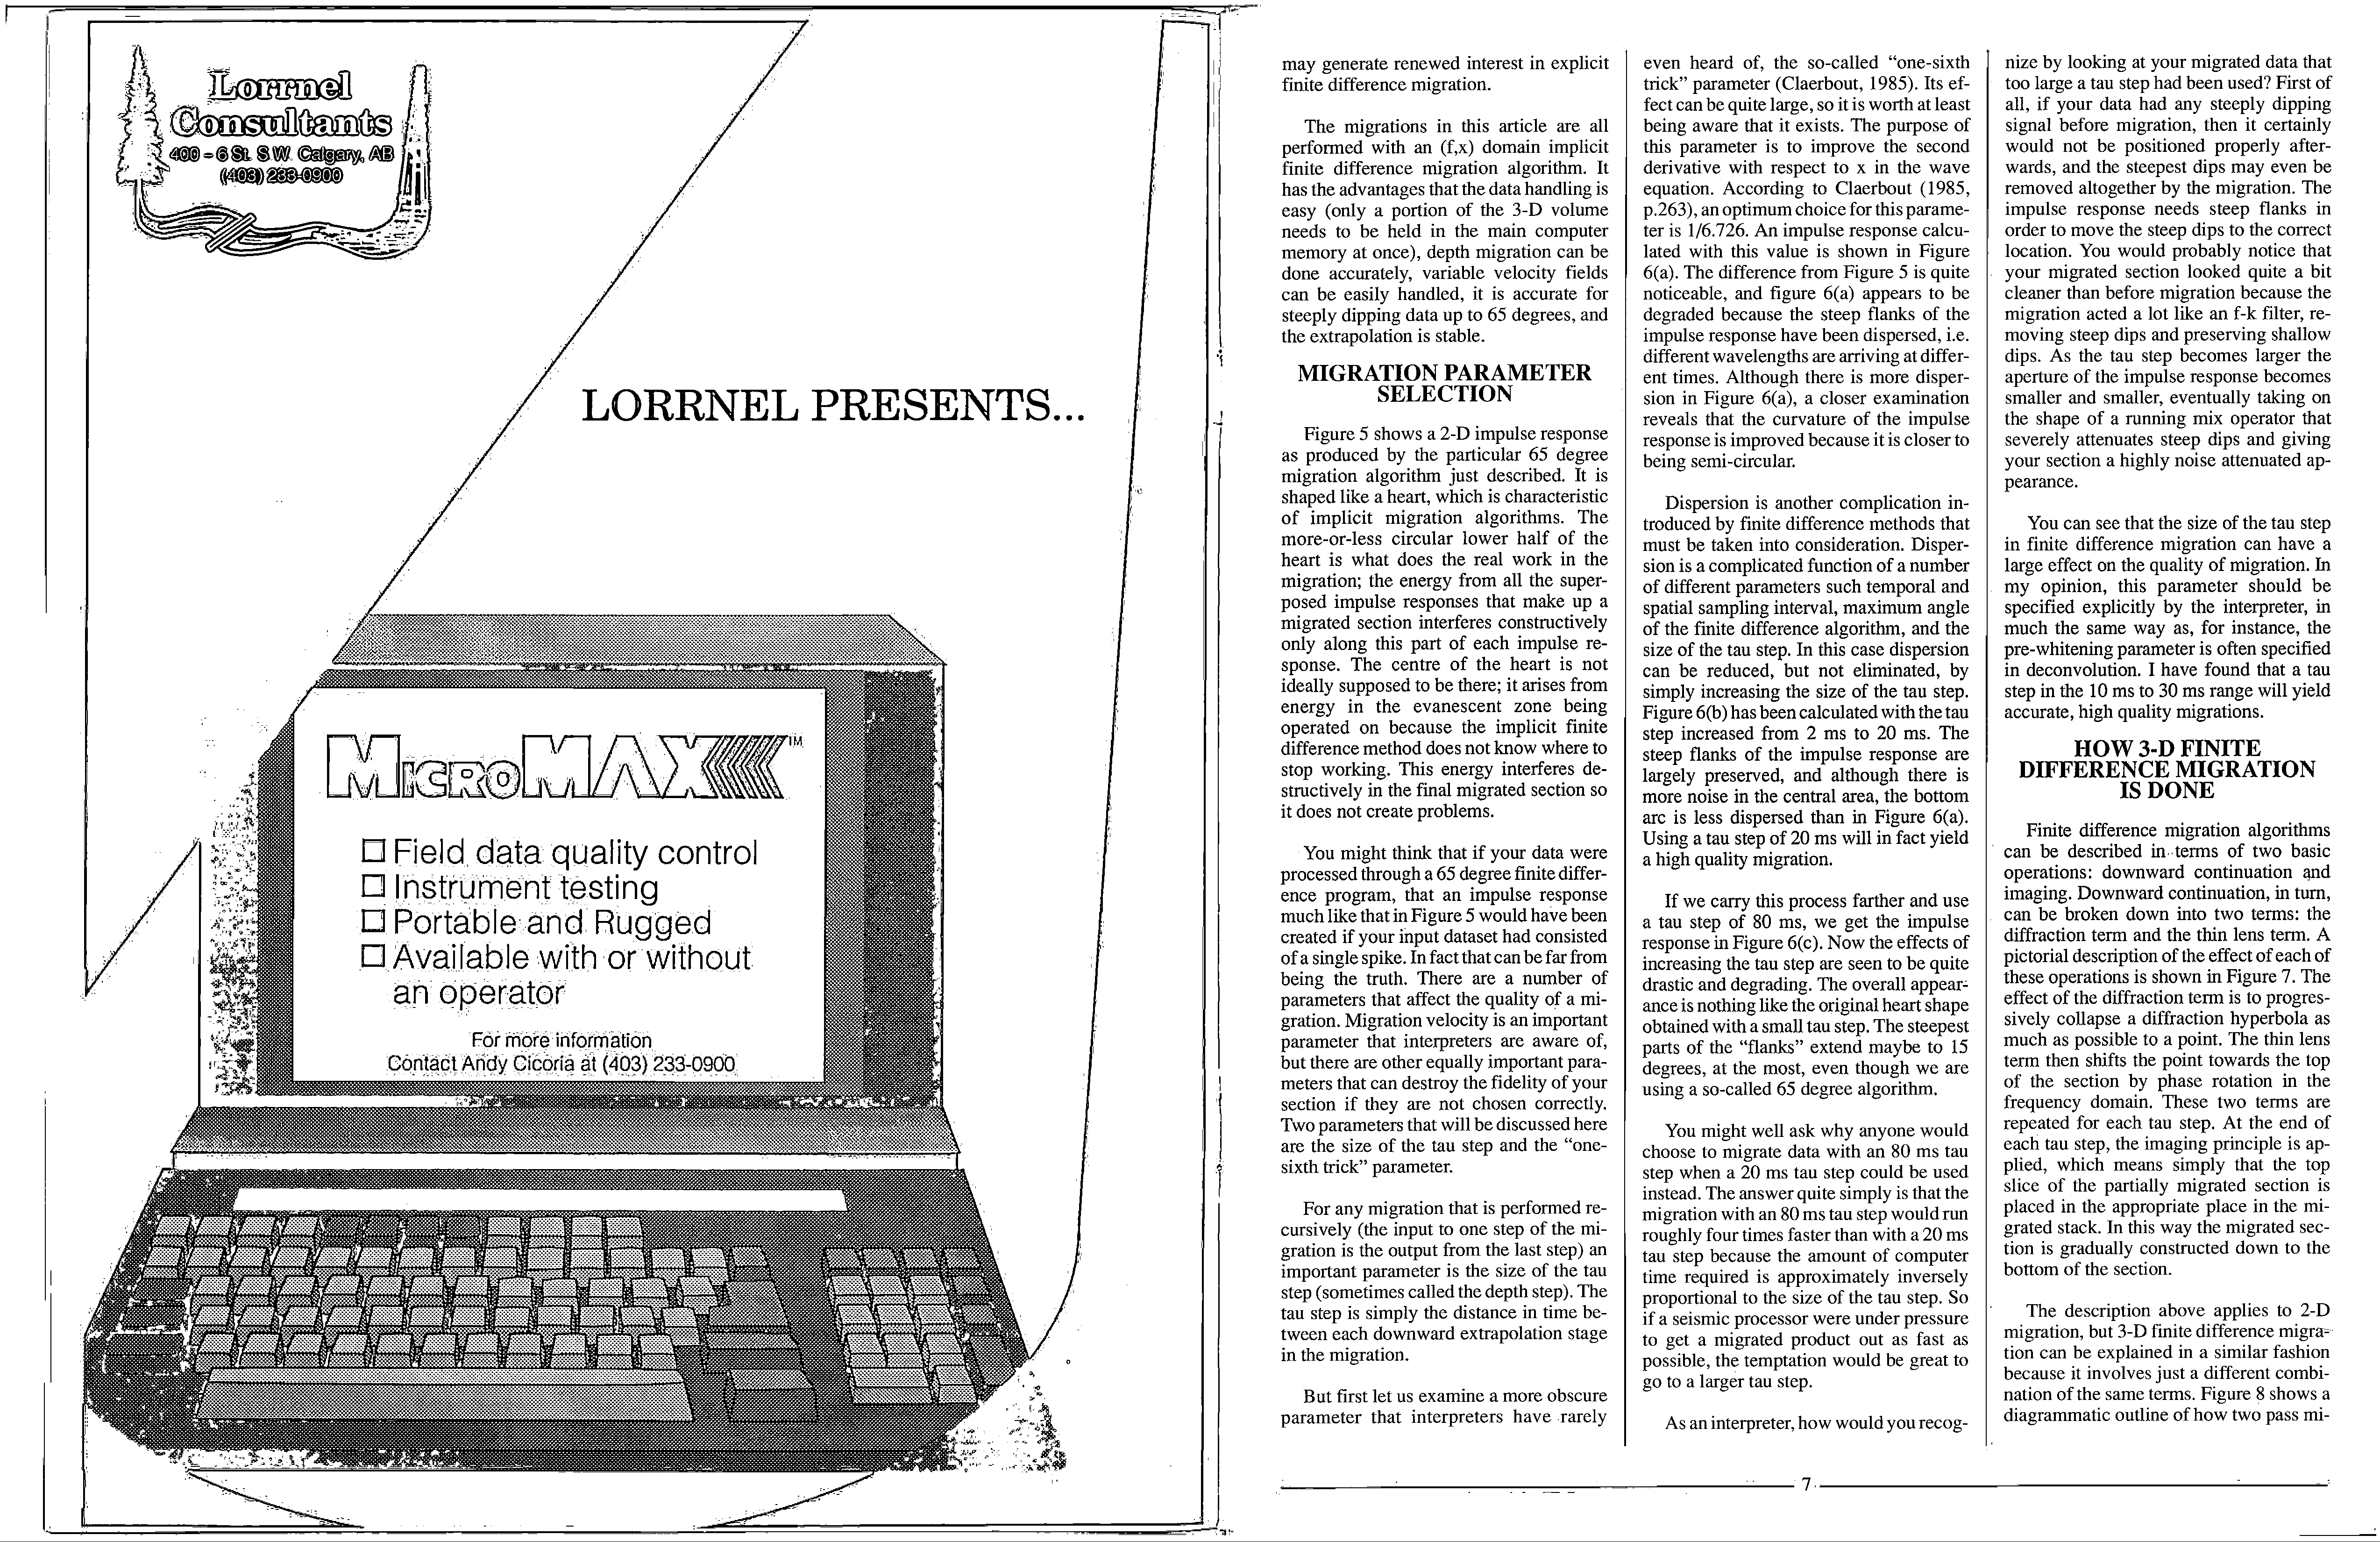 Lorrnel
Consultants
400 – 6 St. S.W. Calgary, AB
(403) 233-0900
LORRNEL PRESENTS...
MICROMAX™
Field data quality control
Instrument testing
Portable and Rugged
Available with or without
an operator
For more information
Contact Andy Cicoria at (403) 233-0900
may generate renewed interest in explicit
finite difference migration.
The migrations in this article are all
performed with an (f,x) domain implicit
finite difference migration algorithm. It
has the advantages that the data handling is
easy (only a portion of the 3-D volume
needs to be held in the main computer
memory at once), depth migration can be
done accurately, variable velocity fields
can be easily handled, it is accurate for
steeply dipping data up to 65 degrees, and
the extrapolation is stable.
MIGRATION PARAMETER
SELECTION
Figure 5 shows a 2-D impulse response
as produced by the particular 65 degree
migration algorithm just described. It is
shaped like a heart, which is characteristic
of implicit migration algorithms. The
more-or-less circular lower half of the
heart is what does the real work in the
migration; the energy from all the super-
posed impulse responses that make up a
migrated section interferes constructively
only along this part of each impulse re-
sponse. The centre of the heart is not
ideally supposed to be there; it arises from
energy in the evanescent zone being
operated on because the implicit finite
difference method does not know where to
stop working. This energy interferes de-
structively in the final migrated section so
it does not create problems.
You might think that if your data were
processed through a 65 degree finite differ-
ence program, that an impulse response
much like that in Figure 5 would have been
created if your input dataset had consisted
of a single spike. In fact that can be far from
being the truth. There are a number of
parameters that affect the quality of a mi-
gration. Migration velocity is an important
parameter that interpreters are aware of,
but there are other equally important para-
meters that can destroy the fidelity of your
section if they are not chosen correctly.
Two parameters that will be discussed here
are the size of the tau step and the “one-
sixth trick” parameter.
For any migration that is performed re-
cursively (the input to one step of the mi-
gration is the output from the last step) an
important parameter is the size of the tau
step (sometimes called the depth step). The
tau step is simply the distance in time be-
tween each downward extrapolation stage
in the migration.
But first let us examine a more obscure
parameter that interpreters have rarely
even heard of, the so-called “one-sixth
trick” parameter (Claerbout, 1985). Its ef-
fect can be quite large, so it is worth at least
being aware that it exists. The purpose of
this parameter is to improve the second
derivative with respect to x in the wave
equation. According to Claerbout (1985,
p.263), an optimum choice for this parame-
ter is 1/6.726. An impulse response calcu-
lated with this value is shown in Figure
6(a). The difference from Figure 5 is quite
noticeable, and figure 6(a) appears to be
degraded because the steep flanks of the
impulse response have been dispersed, i.e.
different wavelengths are arriving at differ-
ent times. Although there is more disper-
sion in Figure 6(a), a closer examination
reveals that the curvature of the impulse
response is improved because it is closer to
being semi-circular.
Dispersion is another complication in-
troduced by finite difference methods that
must be taken into consideration. Disper-
sion is a complicated function of a number
of different parameters such temporal and
spatial sampling interval, maximum angle
of the finite difference algorithm, and the
size of the tau step. In this case dispersion
can be reduced, but not eliminated, by
simply increasing the size of the tau step.
Figure 6(b) has been calculated with the tau
step increased from 2 ms to 20 ms. The
steep flanks of the impulse response are
largely preserved, and although there is
more noise in the central area, the bottom
arc is less dispersed than in Figure 6(a).
Using a tau step of 20 ms will in fact yield
a high quality migration.
If we carry this process farther and use
a tau step of 80 ms, we get the impulse
response in Figure 6(c). Now the effects of
increasing the tau step are seen to be quite
drastic and degrading. The overall appear-
ance is nothing like the original heart shape
obtained with a small tau step. The steepest
parts of the “flanks” extend maybe to 15
degrees, at the most, even though we are
using a so-called 65 degree algorithm.
You might well ask why anyone would
choose to migrate data with an 80 ms tau
step when a 20 ms tau step could be used
instead. The answer quite simply is that the
migration with an 80 ms tau step would run
roughly four times faster than with a 20 ms
tau step because the amount of computer
time required is approximately inversely
proportional to the size of the tau step. So
if a seismic processor were under pressure
to get a migrated product out as fast as
possible, the temptation would be great to
go to a larger tau step.
As an interpreter, how would you recog-
nize by looking at your migrated data that
too large a tau step had been used? First of
all, if your data had any steeply dipping
signal before migration, then it certainly
would not be positioned properly after-
wards, and the steepest dips may even be
removed altogether by the migration. The
impulse response needs steep flanks in
order to move the steep dips to the correct
location. You would probably notice that
your migrated section looked quite a bit
cleaner than before migration because the
migration acted a lot like an f-k filter, re-
moving steep dips and preserving shallow
dips. As the tau step becomes larger the
aperture of the impulse response becomes
smaller and smaller, eventually taking on
the shape of a running mix operator that
severely attenuates steep dips and giving
your section a highly noise attenuated ap-
pearance.
You can see that the size of the tau step
in finite difference migration can have a
large effect on the quality of migration. In
my opinion, this parameter should be
specified explicitly by the interpreter, in
much the same way as, for instance, the
pre-whitening parameter is often specified
in deconvolution. I have found that a tau
step in the 10 ms to 30 ms range will yield
accurate, high quality migrations.
HOW 3-D FINITE
DIFFERENCE MIGRATION
IS DONE
Finite difference migration algorithms
can be described in terms of two basic
operations: downward continuation and
imaging. Downward continuation, in turn,
can be broken down into two terms: the
diffraction term and the thin lens term. A
pictorial description of the effect of each of
these operations is shown in Figure 7. The
effect of the diffraction term is to progres-
sively collapse a diffraction hyperbola as
much as possible to a point. The thin lens
term then shifts the point towards the top
of the section by phase rotation in the
frequency domain. These two terms are
repeated for each tau step. At the end of
each tau step, the imaging principle is ap-
plied, which means simply that the top
slice of the partially migrated section is
placed in the appropriate place in the mi-
grated stack. In this way the migrated sec-
tion is gradually constructed down to the
bottom of the section.
The description above applies to 2-D
migration, but 3-D finite difference migra-
tion can be explained in a similar fashion
because it involves just a different combi-
nation of the same terms. Figure 8 shows a
diagrammatic outline of how two pass mi-
7